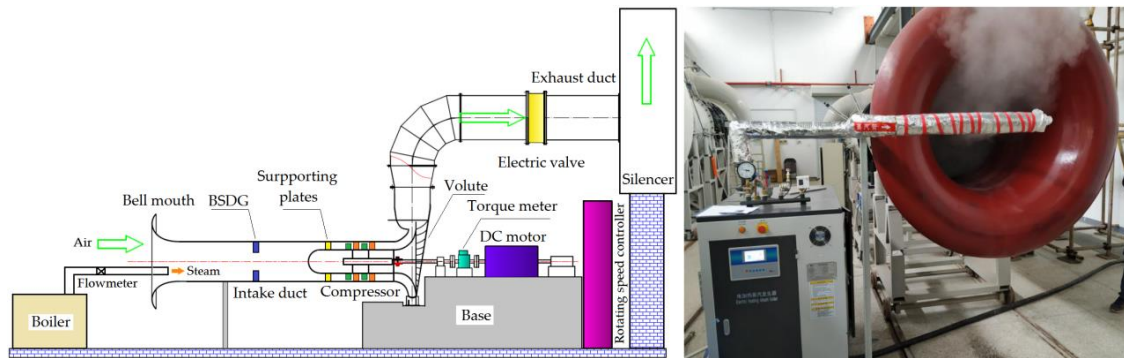 Exhaust duct
Electric valve
Silencer
Surpporting
plates
Volute
Bell mouth
BSDG
Torque meter
DC motor
Air
Steam
Flowmeter
Intake duct
Compressor
Base
Boiler
Rotating speed controller